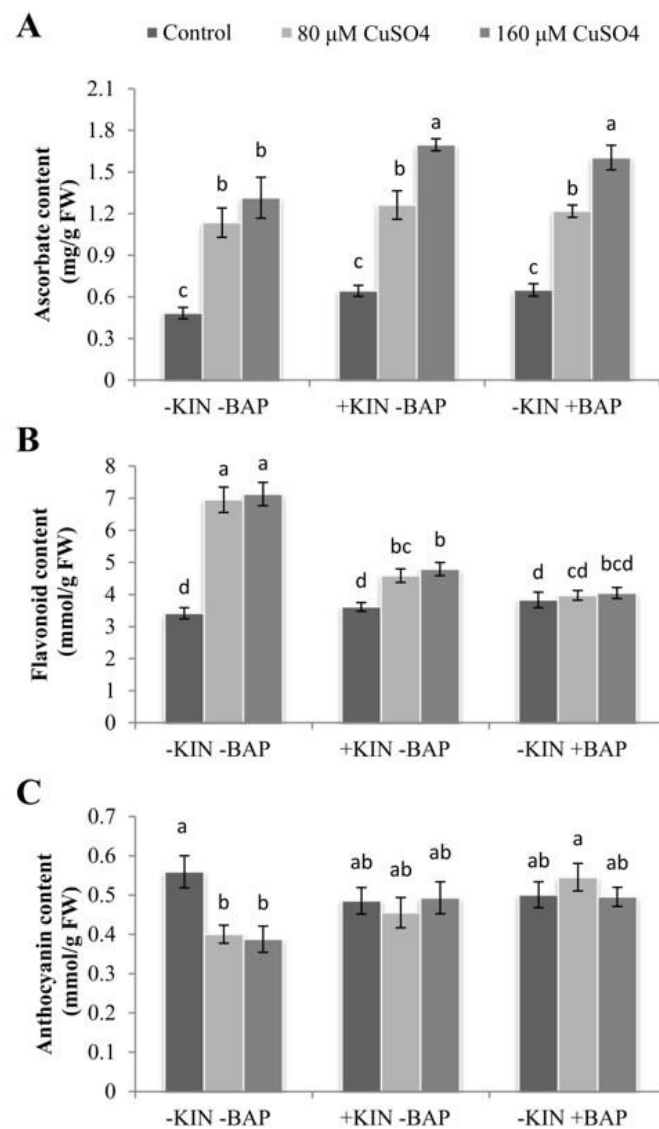 A
Control 80 µM CuSO4 160 µM CuSO4
Ascorbate content
(mg/g FW)
2.1
1.8
1.5
1.2
0.9
0.6
0.3
0
c b b c b a c b a
-KIN -BAP +KIN -BAP -KIN +BAP
B
Flavonoid content
(mmol/g FW)
8
7
6
5
4
3
2
1
0
d a a d bc b d cd bcd
-KIN -BAP +KIN -BAP -KIN +BAP
C
Anthocyanin content
(mmol/g FW)
0.7
0.6
0.5
0.4
0.3
0.2
0.1
0
a b b ab ab ab ab a ab
-KIN -BAP +KIN -BAP -KIN +BAP